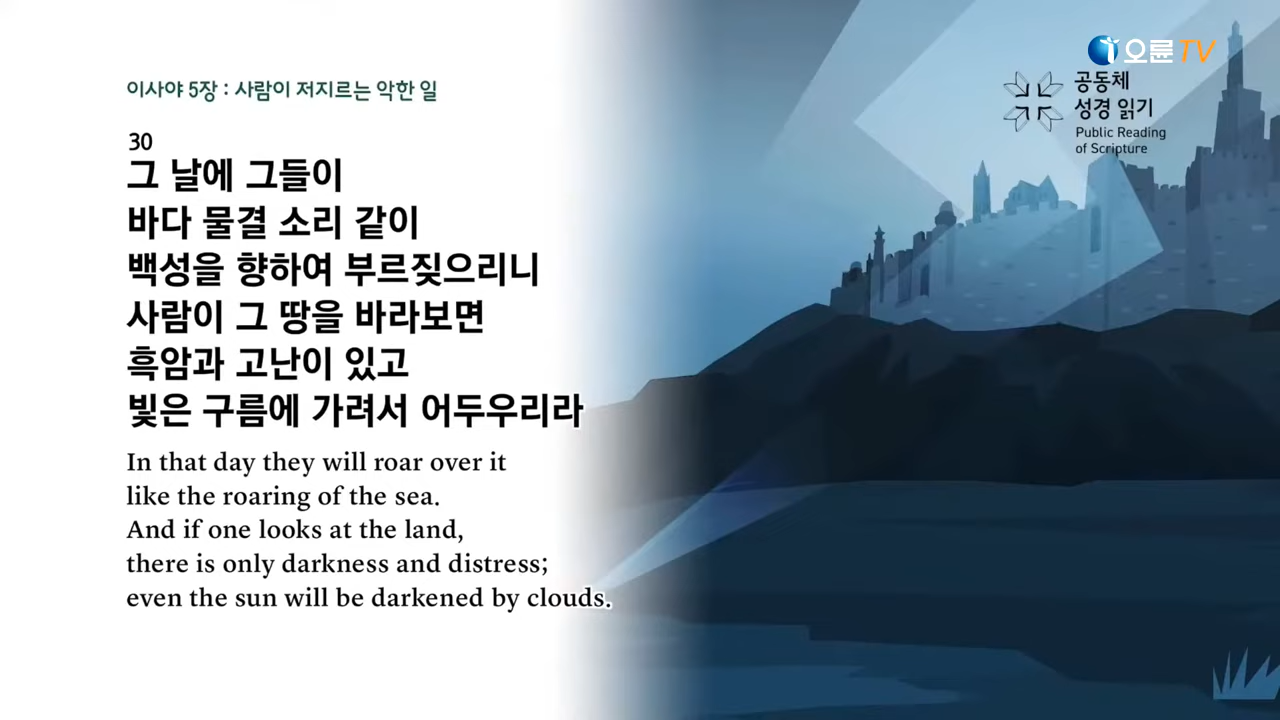 오륜TV
이사야 5장 : 사람이 저지르는 악한 일
공동체
성경 읽기
Public Reading
of Scripture
30
그 날에 그들이
바다 물결 소리 같이
백성을 향하여 부르짖으리니
사람이 그 땅을 바라보면
흑암과 고난이 있고
빛은 구름에 가려서 어두우리라
In that day they will roar over it
like the roaring of the sea.
And if one looks at the land,
there is only darkness and distress;
even the sun will be darkened by clouds.